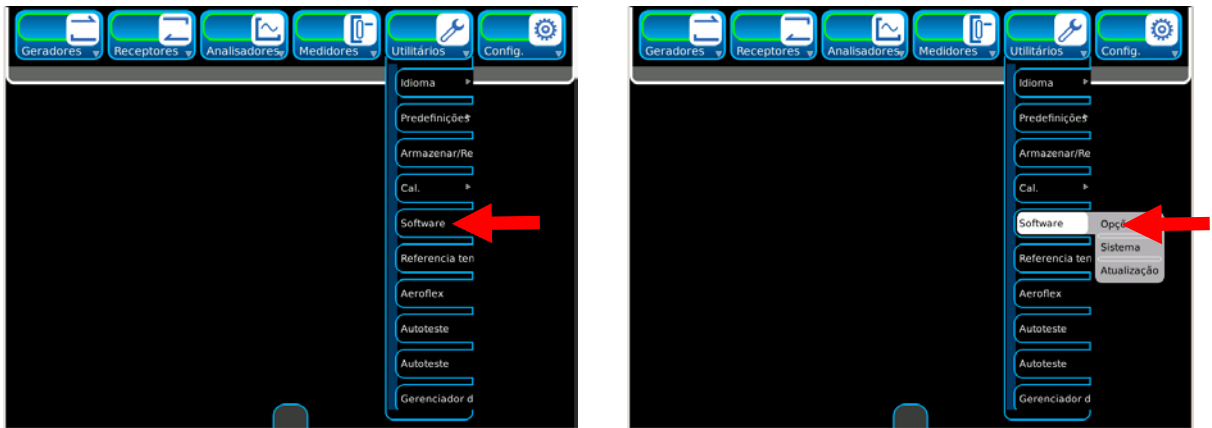 Geradores
Receptores
Analisadores
Medidores
Utilitários
Config.
Idioma
Predefinições
Armazenar/Re
Cal.
Software
Referencia ten
Aeroflex
Autoteste
Autoteste
Gerenciador d
Geradores
Receptores
Analisadores
Medidores
Utilitários
Config.
Idioma
Predefinições
Armazenar/Re
Cal.
Software
Opçõ
Sistema
Atualização
Referencia ten
Aeroflex
Autoteste
Autoteste
Gerenciador d